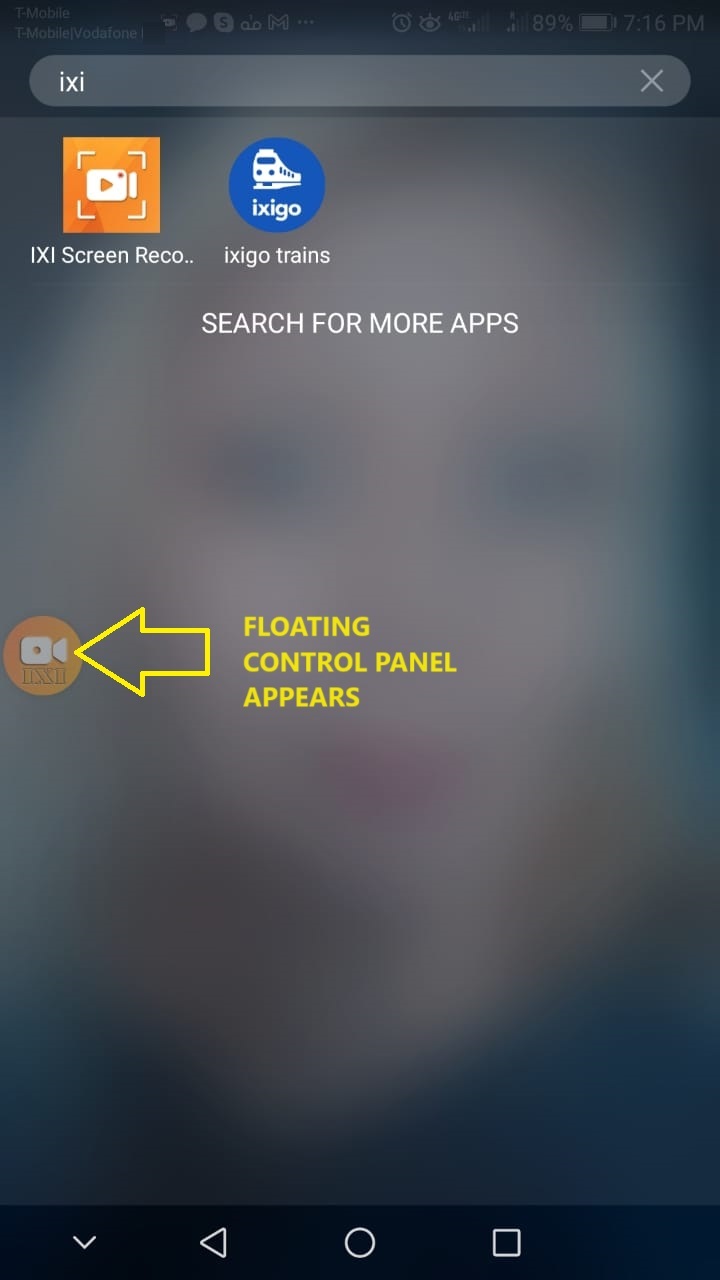 T-Mobile
T-Mobile|Vodafone |
89% 7:16 PM
ixi
ixigo
IXI Screen Reco..
ixigo trains
SEARCH FOR MORE APPS
IXI
FLOATING
CONTROL PANEL
APPEARS